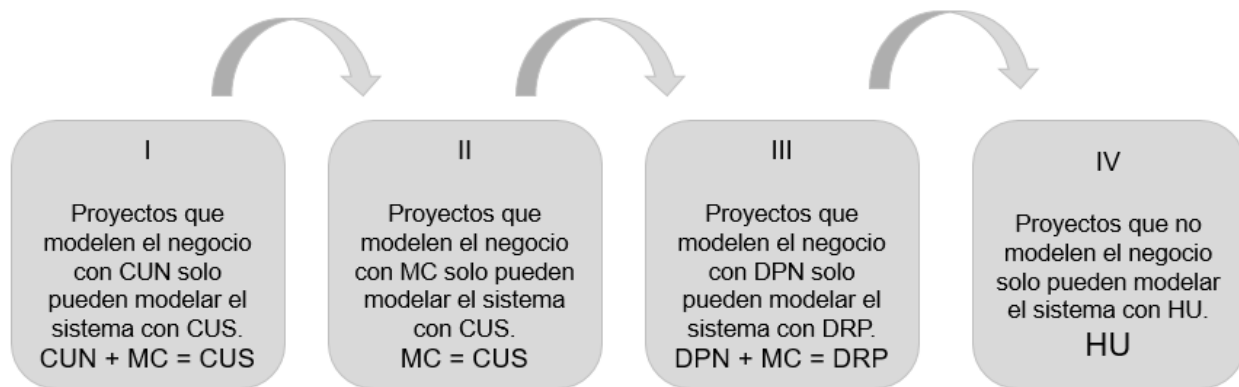 I
Proyectos que
modelen el negocio
con CUN solo
pueden modelar el
sistema con CUS.
CUN + MC = CUS
II
Proyectos que
modelen el negocio
con MC solo pueden
modelar el sistema
con CUS.
MC = CUS
III
Proyectos que
modelen el negocio
con DPN solo
pueden modelar el
sistema con DRP.
DPN + MC = DRP
IV
Proyectos que no
modelen el negocio
solo pueden modelar
el sistema con HU.
HU